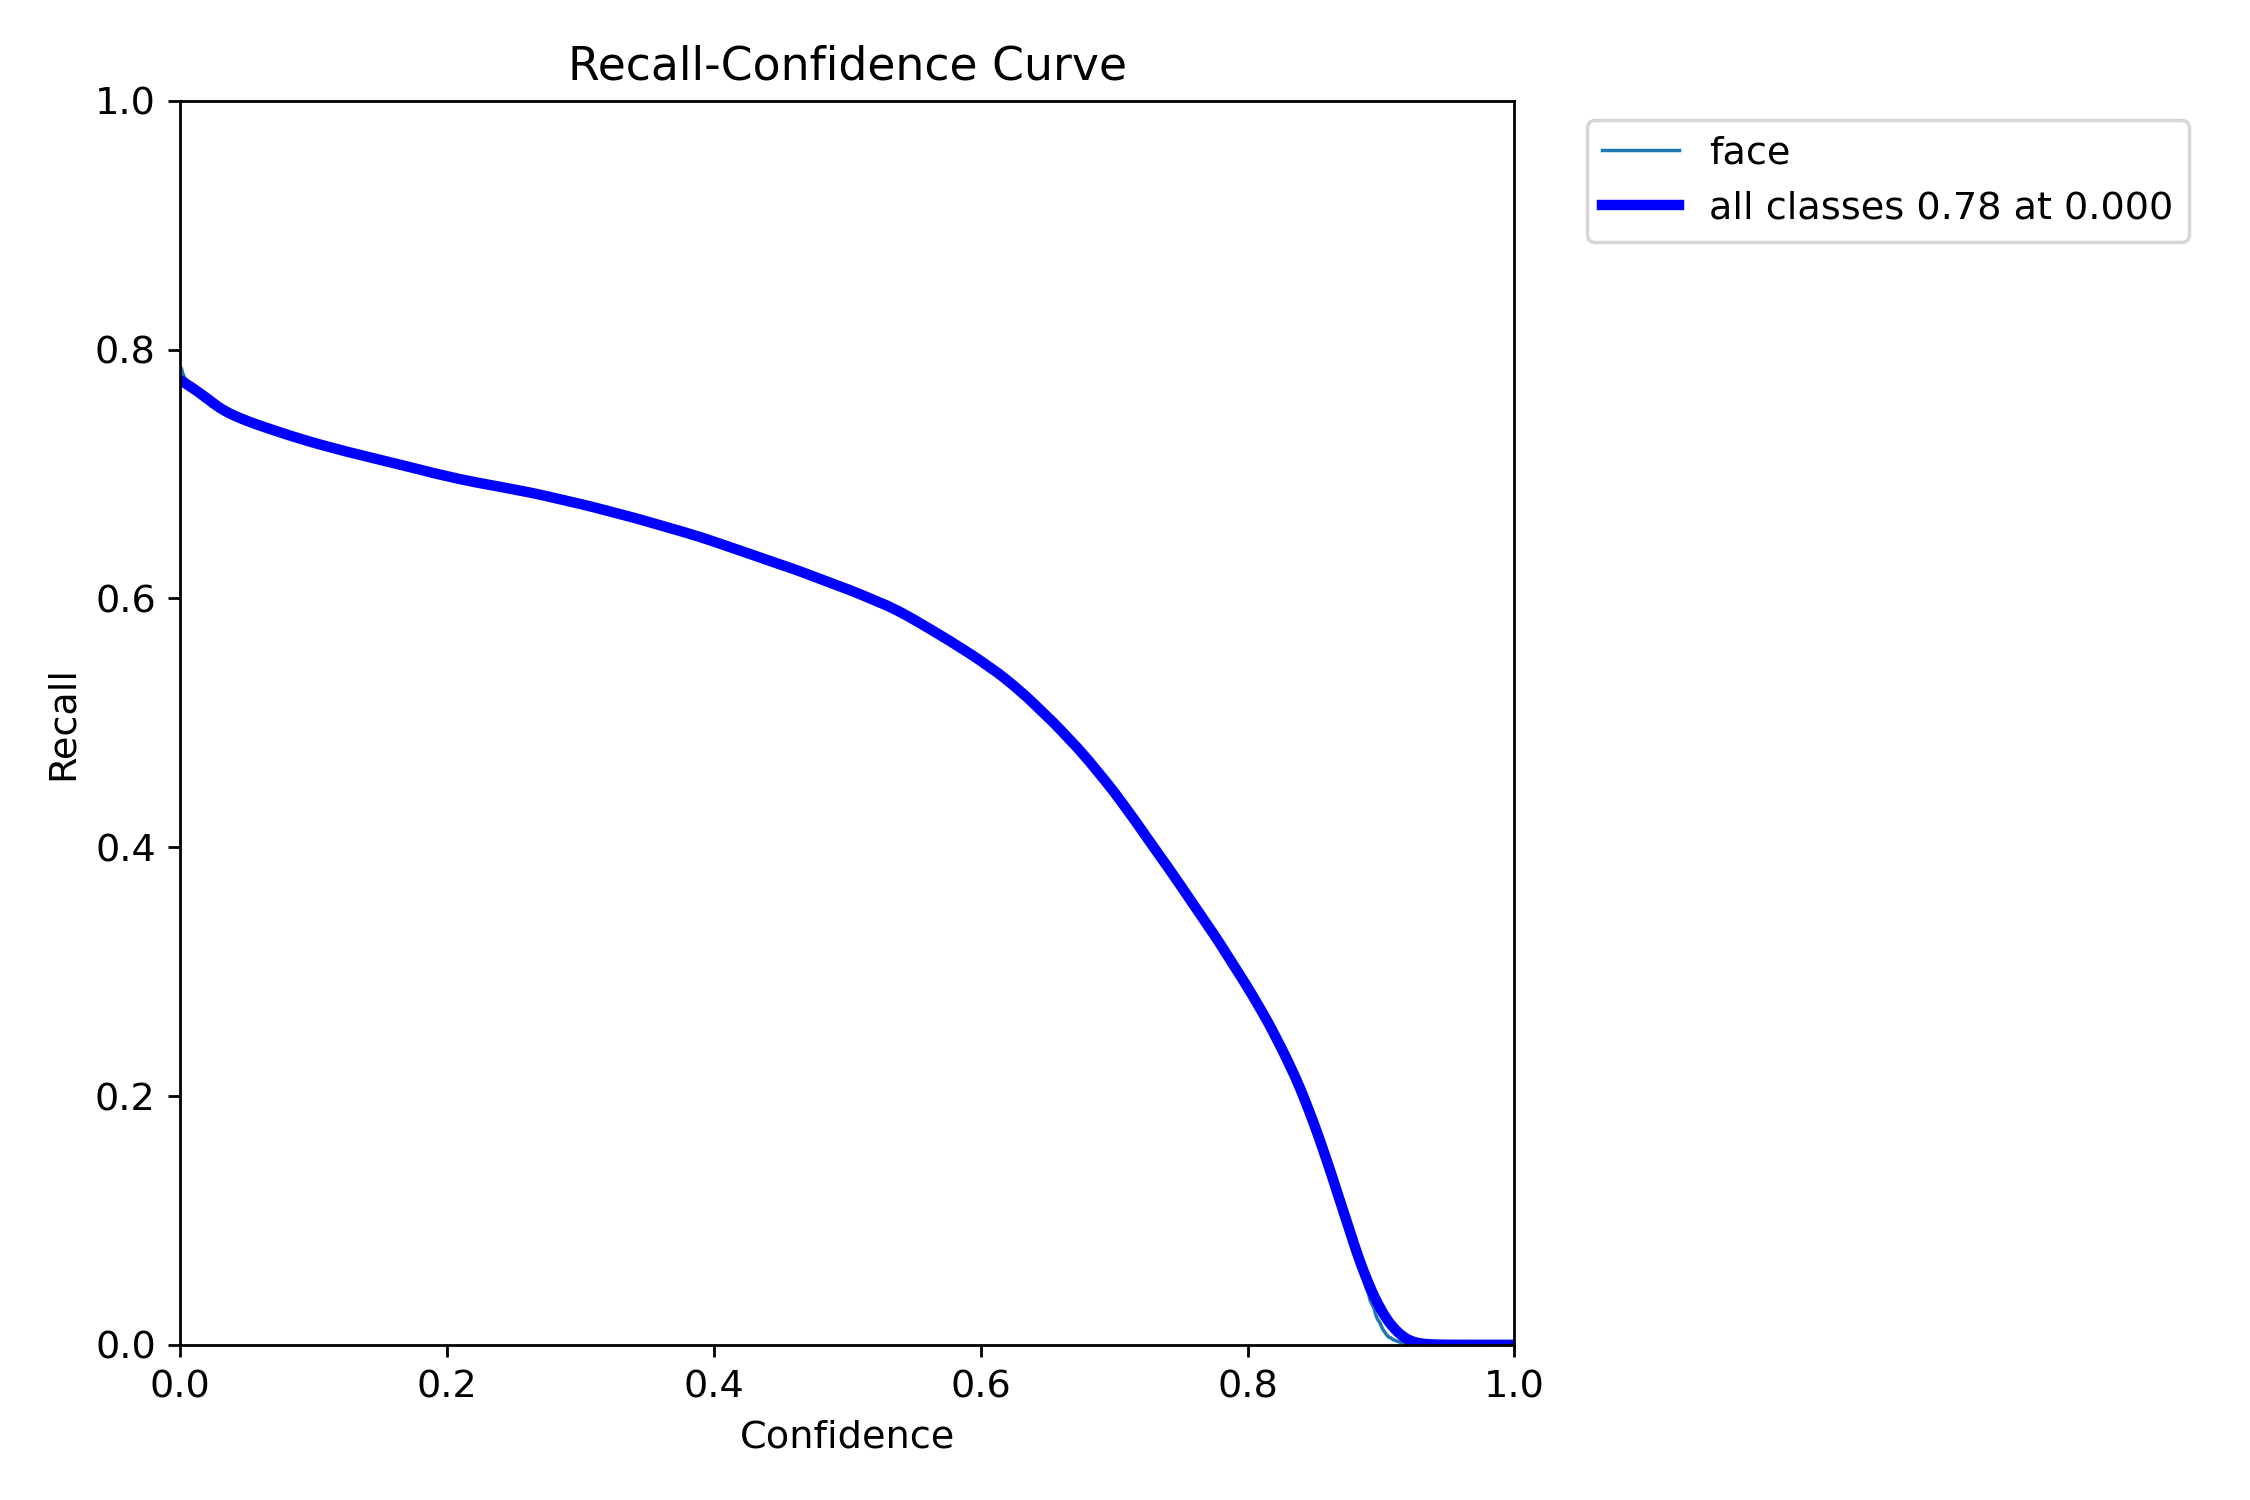 Recall-Confidence Curve
1.0
0.8
0.6
0.4
0.2
0.0
Recall
0.0 0.2 0.4 0.6 0.8 1.0
Confidence
face
all classes 0.78 at 0.000